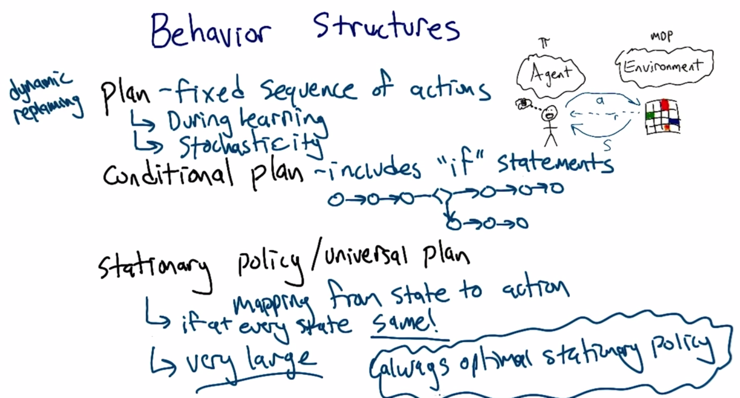 Behavior Structures
π
MDP
Agent
Environment
a
r
S
dynamic
replaning
plan - fixed sequence of actions
During learning
Stochasticity
conditional plan - includes "if" statements
stationary policy/universal plan
mapping from state to action
if at every state same!
very large
always optimal stationary policy